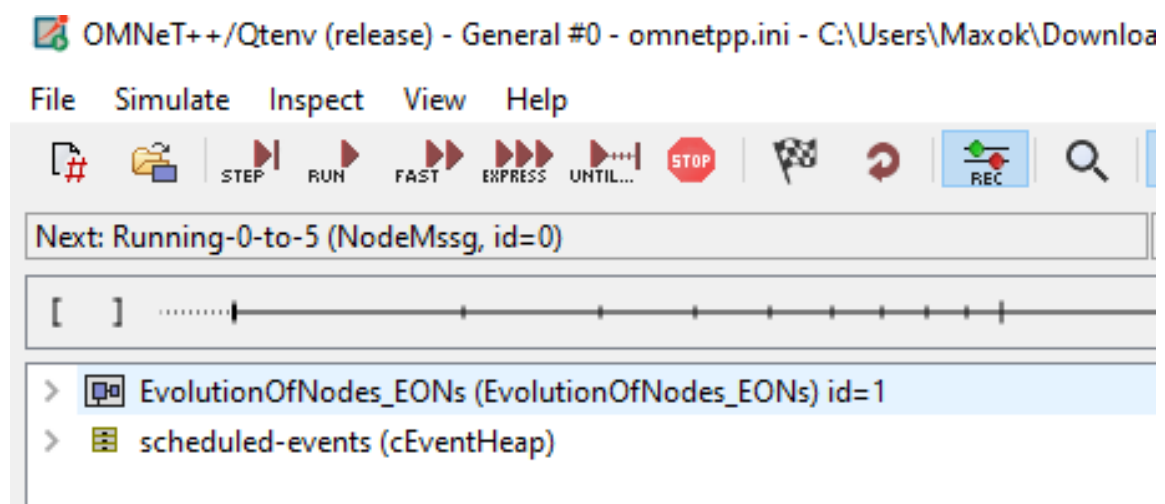 OMNeT++/Qtenv (release) - General #0 - omnetpp.ini - C:\Users\Maxok\Downloa
File Simulate Inspect View Help
STEP RUN FAST EXPRESS UNTIL... STOP REC
Next: Running-0-to-5 (NodeMssg, id=0)
[ ]
EvolutionOfNodes_EONs (EvolutionOfNodes_EONs) id=1
scheduled-events (cEventHeap)